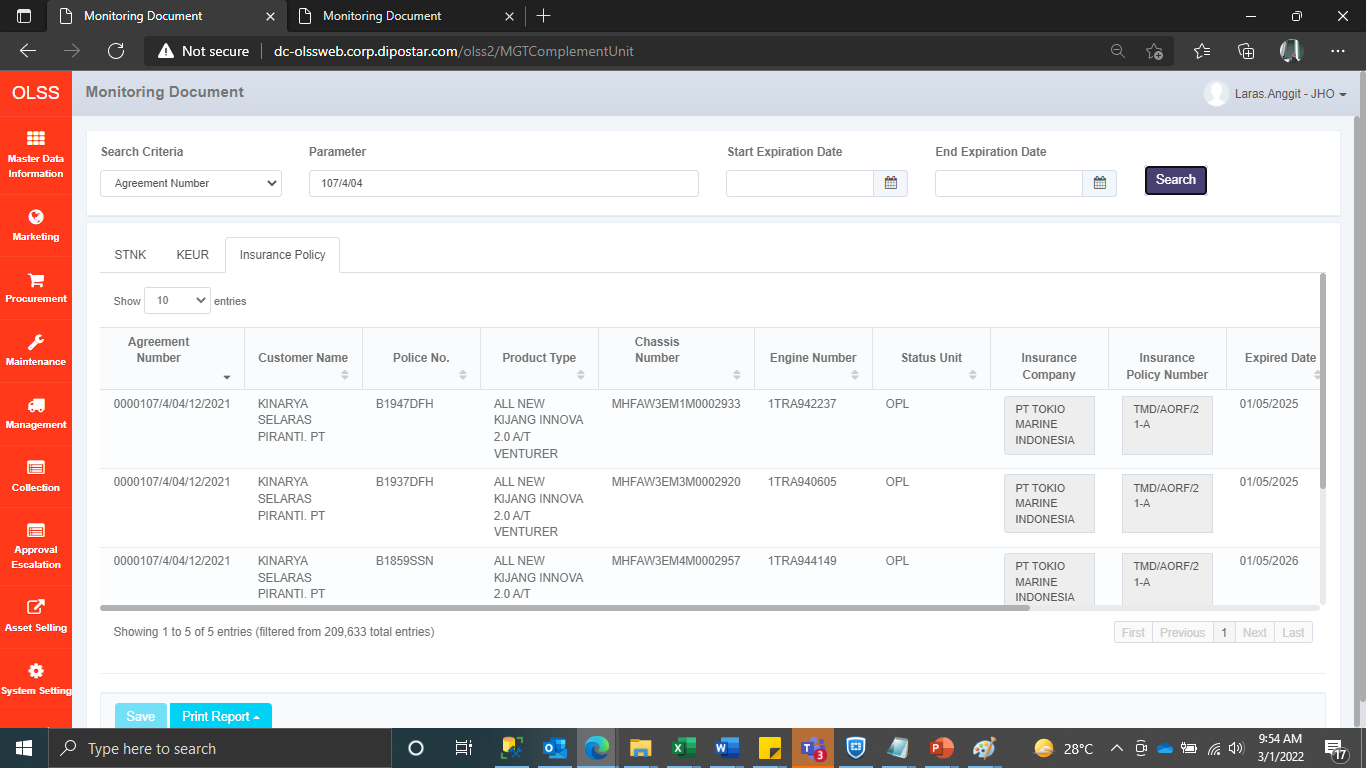 Monitoring Document
Monitoring Document
Not secure
dc-olssweb.corp.dipostar.com/olss2/MGTComplementUnit
OLSS
Monitoring Document
Laras.Anggit - JHO
Master Data
Information
Marketing
Procurement
Maintenance
Management
Collection
Approval
Escalation
Asset Selling
System Setting
Search Criteria
Parameter
Start Expiration Date
End Expiration Date
Agreement Number
107/4/04
Search
STNK
KEUR
Insurance Policy
Show 10 entries
Agreement
Number
Customer Name
Police No.
Product Type
Chassis
Number
Engine Number
Status Unit
Insurance
Company
Insurance
Policy Number
Expired Date
0000107/4/04/12/2021
KINARYA
SELARAS
PIRANTI. PT
B1947DFH
ALL NEW
KIJANG INNOVA
2.0 A/T
VENTURER
MHFAW3EM1M0002933
1TRA942237
OPL
PT TOKIO
MARINE
INDONESIA
TMD/AORF/2
1-A
01/05/2025
0000107/4/04/12/2021
KINARYA
SELARAS
PIRANTI. PT
B1937DFH
ALL NEW
KIJANG INNOVA
2.0 A/T
VENTURER
MHFAW3EM3M0002920
1TRA940605
OPL
PT TOKIO
MARINE
INDONESIA
TMD/AORF/2
1-A
01/05/2025
0000107/4/04/12/2021
KINARYA
SELARAS
PIRANTI. PT
B1859SSN
ALL NEW
KIJANG INNOVA
2.0 A/T
MHFAW3EM4M0002957
1TRA944149
OPL
PT TOKIO
MARINE
INDONESIA
TMD/AORF/2
1-A
01/05/2026
Showing 1 to 5 of 5 entries (filtered from 209,633 total entries)
First
Previous
1
Next
Last
Save
Print Report
Type here to search
3
28°C
9:54 AM
3/1/2022
17